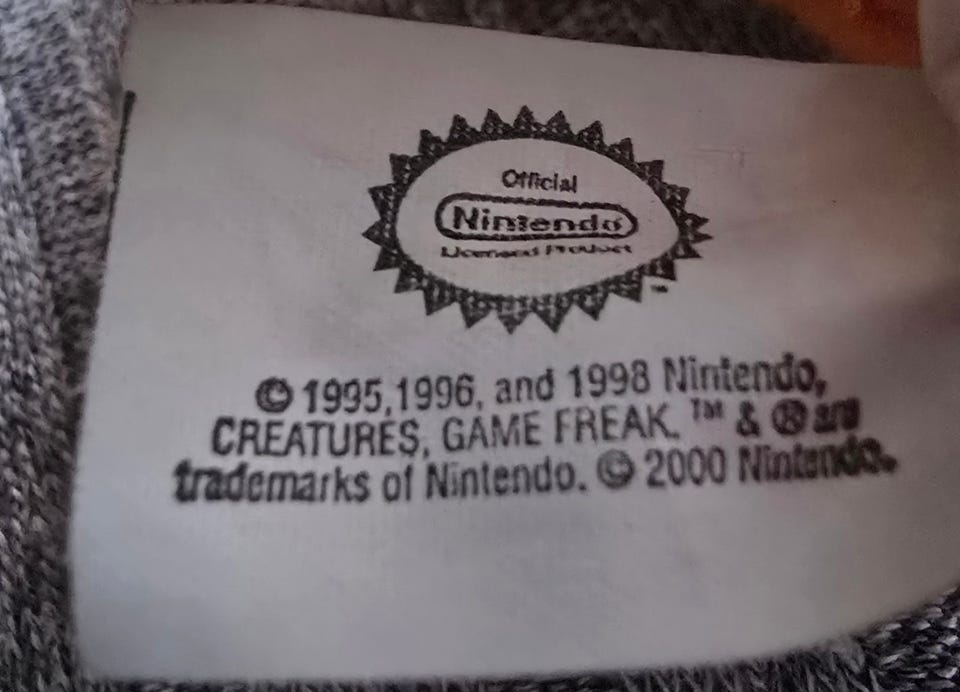 Official
Nintendo
Licensed Product
™
© 1995,1996, and 1998 Nintendo,
CREATURES, GAME FREAK. ™ & ® are
trademarks of Nintendo. © 2000 Nintendo.